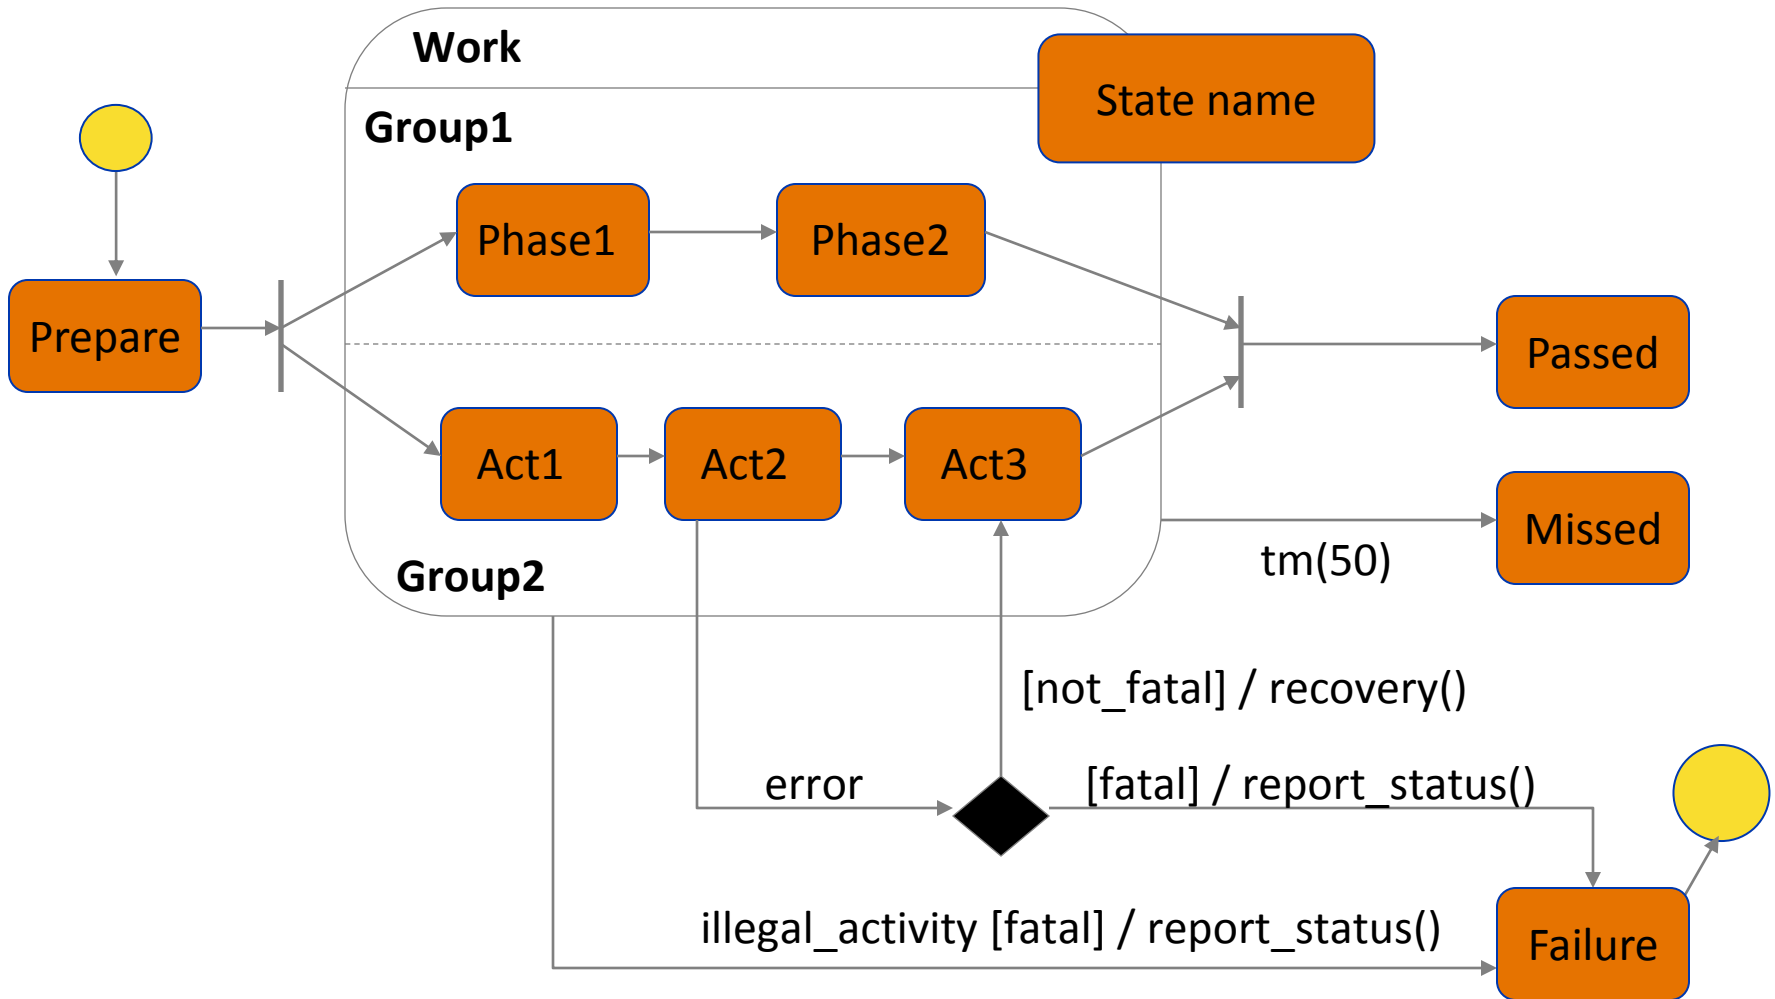 Work
State name
Group1
Phase1
Phase2
Prepare
Passed
Act1
Act2
Act3
Missed
tm(50)
Group2
[not_fatal] / recovery()
error
[fatal] / report_status()
illegal_activity [fatal] / report_status()
Failure